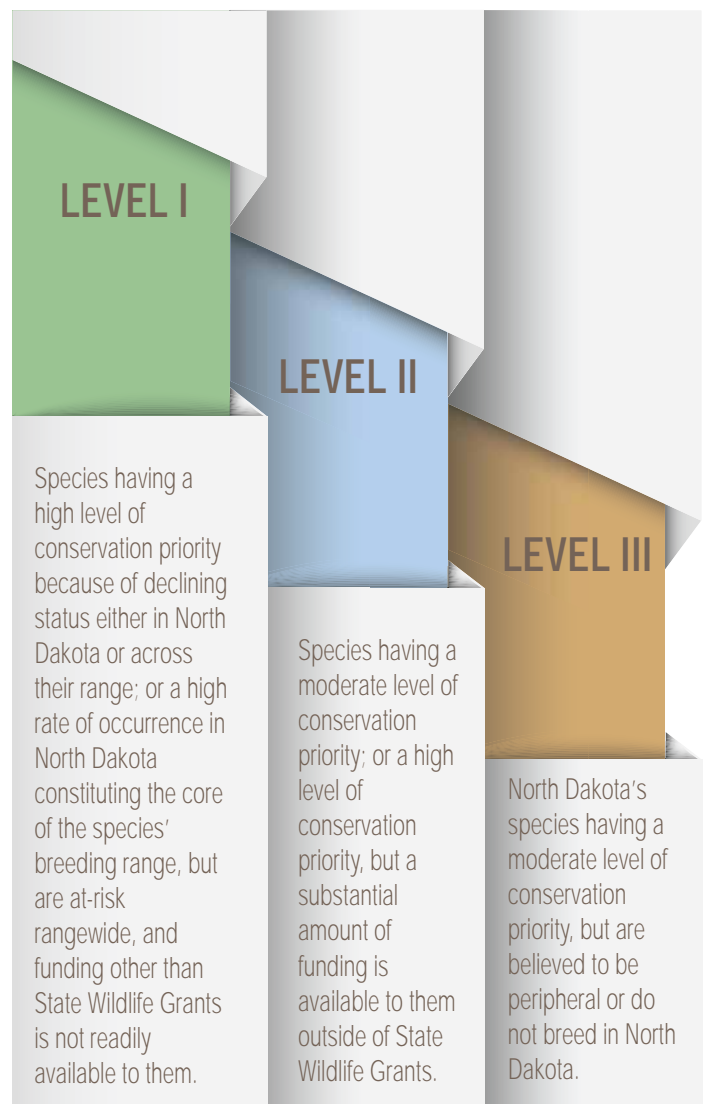 LEVEL I
Species having a
high level of
conservation priority
because of declining
status either in North
Dakota or across
their range; or a high
rate of occurrence in
North Dakota
constituting the core
of the species'
breeding range, but
are at-risk
rangewide, and
funding other than
State Wildlife Grants
is not readily
available to them.
LEVEL II
Species having a
moderate level of
conservation
priority; or a high
level of
conservation
priority, but a
substantial
amount of
funding is
available to them
outside of State
Wildlife Grants.
LEVEL III
North Dakota's
species having a
moderate level of
conservation
priority, but are
believed to be
peripheral or do
not breed in North
Dakota.